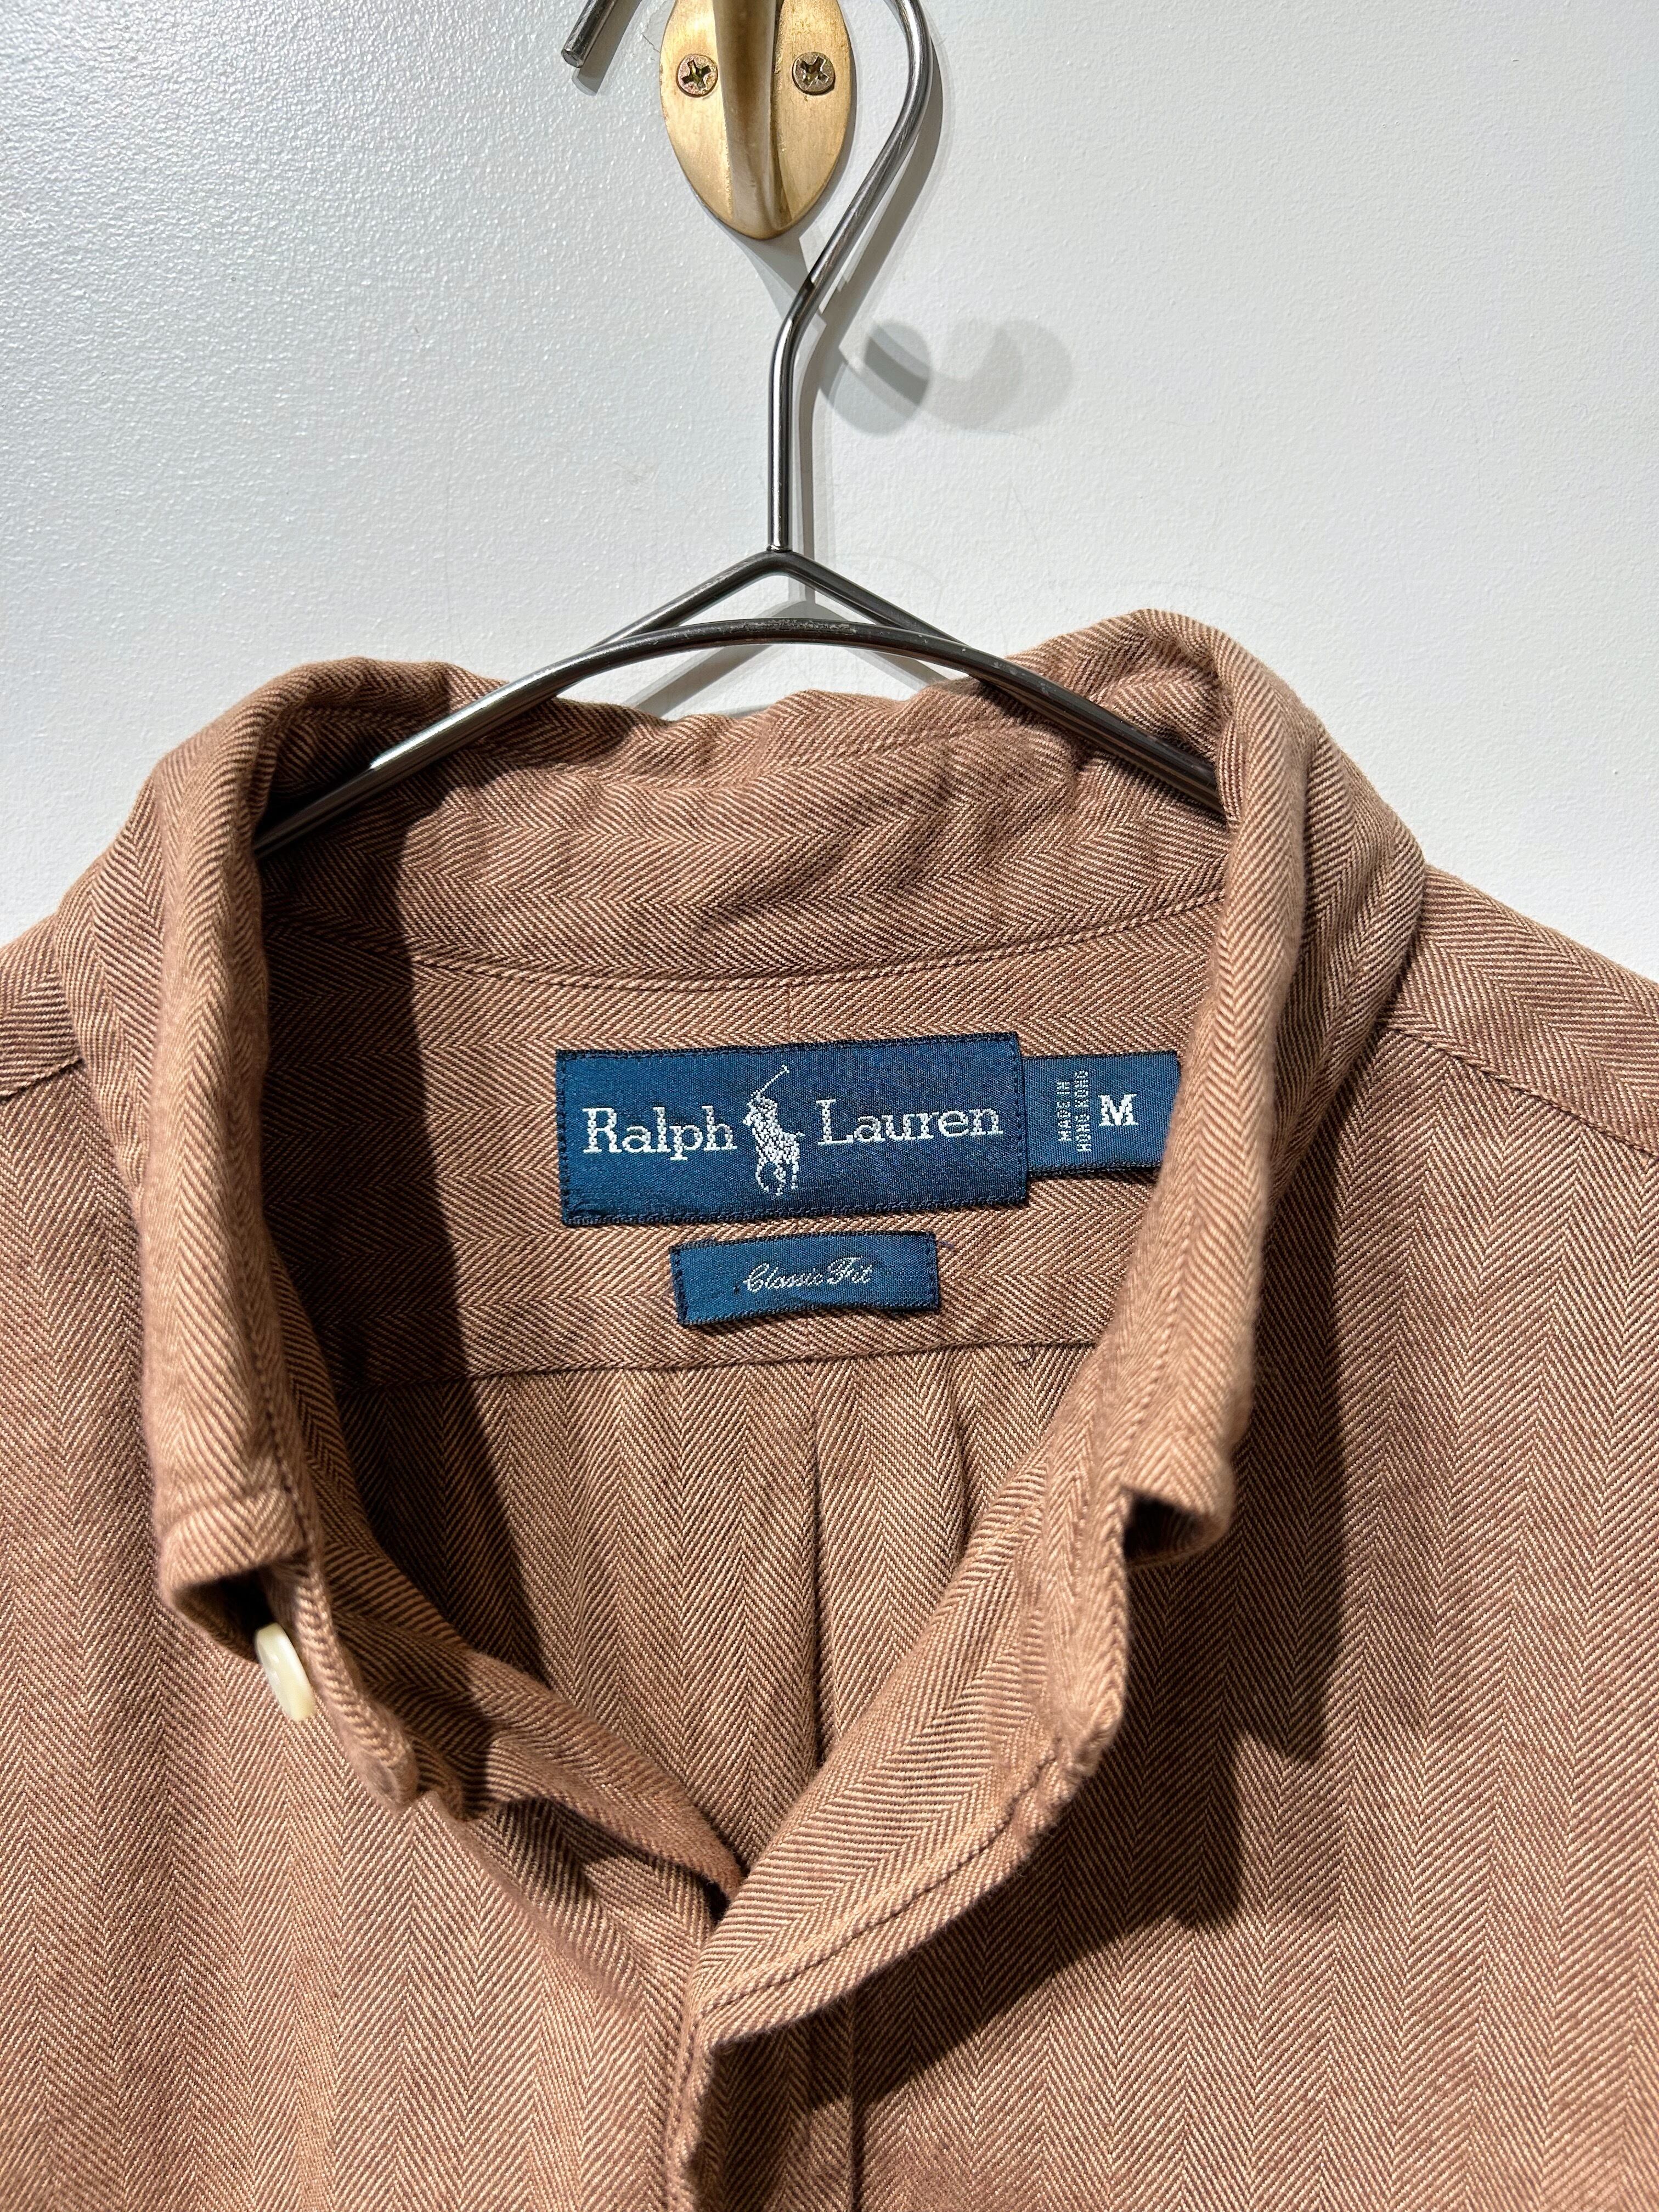 Ralph Lauren
MADE IN
HONG KONG
M
Classic Fit